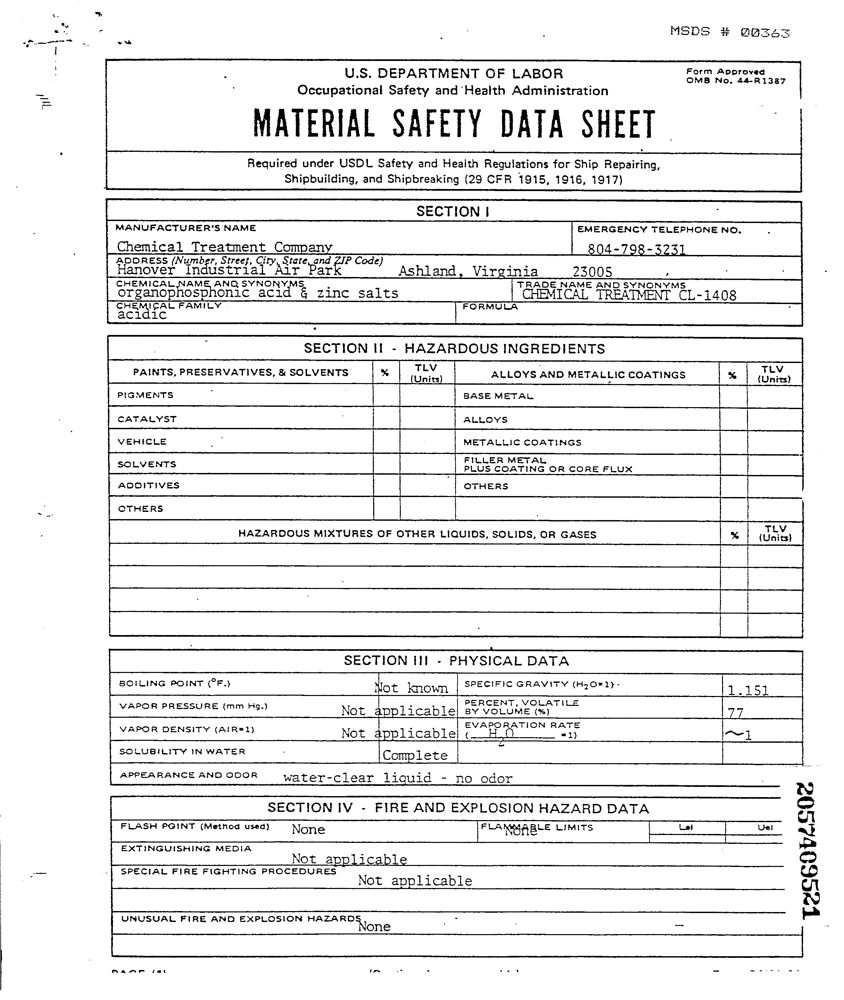 MSDS # 00363
U.S. DEPARTMENT OF LABOR
Occupational Safety and Health Administration
Form Approved
OMB No. 44-R1387
MATERIAL SAFETY DATA SHEET
Required under USDL Safety and Health Regulations for Ship Repairing,
Shipbuilding, and Shipbreaking (29 CFR 1915, 1916, 1917)
SECTION I
MANUFACTURER'S NAME
Chemical Treatment Company
EMERGENCY TELEPHONE NO.
804-798-3231
ADDRESS (Number, Street, City, State, and ZIP Code)
Hanover Industrial Air Park Ashland, Virginia 23005
CHEMICAL NAME AND SYNONYMS
organophosphonic acid & zinc salts
TRADE NAME AND SYNONYMS
CHEMICAL TREATMENT CL-1408
CHEMICAL FAMILY
acidic
FORMULA
SECTION II - HAZARDOUS INGREDIENTS
PAINTS, PRESERVATIVES, & SOLVENTS % TLV (Units) ALLOYS AND METALLIC COATINGS % TLV (Units)
PIGMENTS BASE METAL
CATALYST ALLOYS
VEHICLE METALLIC COATINGS
SOLVENTS FILLER METAL PLUS COATING OR CORE FLUX
ADDITIVES OTHERS
OTHERS
HAZARDOUS MIXTURES OF OTHER LIQUIDS, SOLIDS, OR GASES % TLV (Units)
SECTION III - PHYSICAL DATA
BOILING POINT (°F.) Not known SPECIFIC GRAVITY (H2O=1) 1.151
VAPOR PRESSURE (mm Hg.) Not applicable PERCENT, VOLATILE BY VOLUME (%) 77
VAPOR DENSITY (AIR=1) Not applicable EVAPORATION RATE (H2O =1) ~1
SOLUBILITY IN WATER Complete
APPEARANCE AND ODOR water-clear liquid - no odor
SECTION IV - FIRE AND EXPLOSION HAZARD DATA
FLASH POINT (Method used) None FLAMMABLE LIMITS None Lel Uel
EXTINGUISHING MEDIA
Not applicable
SPECIAL FIRE FIGHTING PROCEDURES
Not applicable
UNUSUAL FIRE AND EXPLOSION HAZARDS
None
2057409521